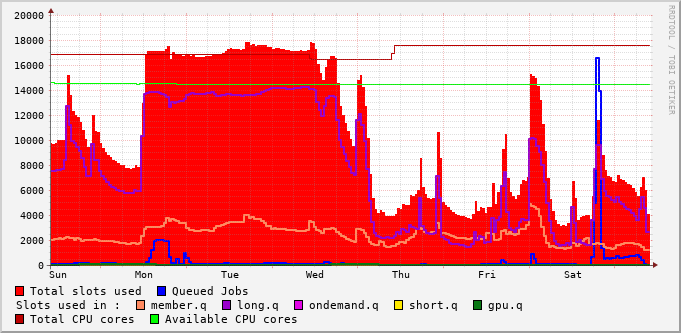 20000
18000
16000
14000
12000
10000
8000
6000
4000
2000
0
Sun Mon Tue Wed Thu Fri Sat
RRDTOOL / TOBI OETIKER
Total slots used Queued Jobs
Slots used in : member.q long.q ondemand.q short.q gpu.q
Total CPU cores Available CPU cores